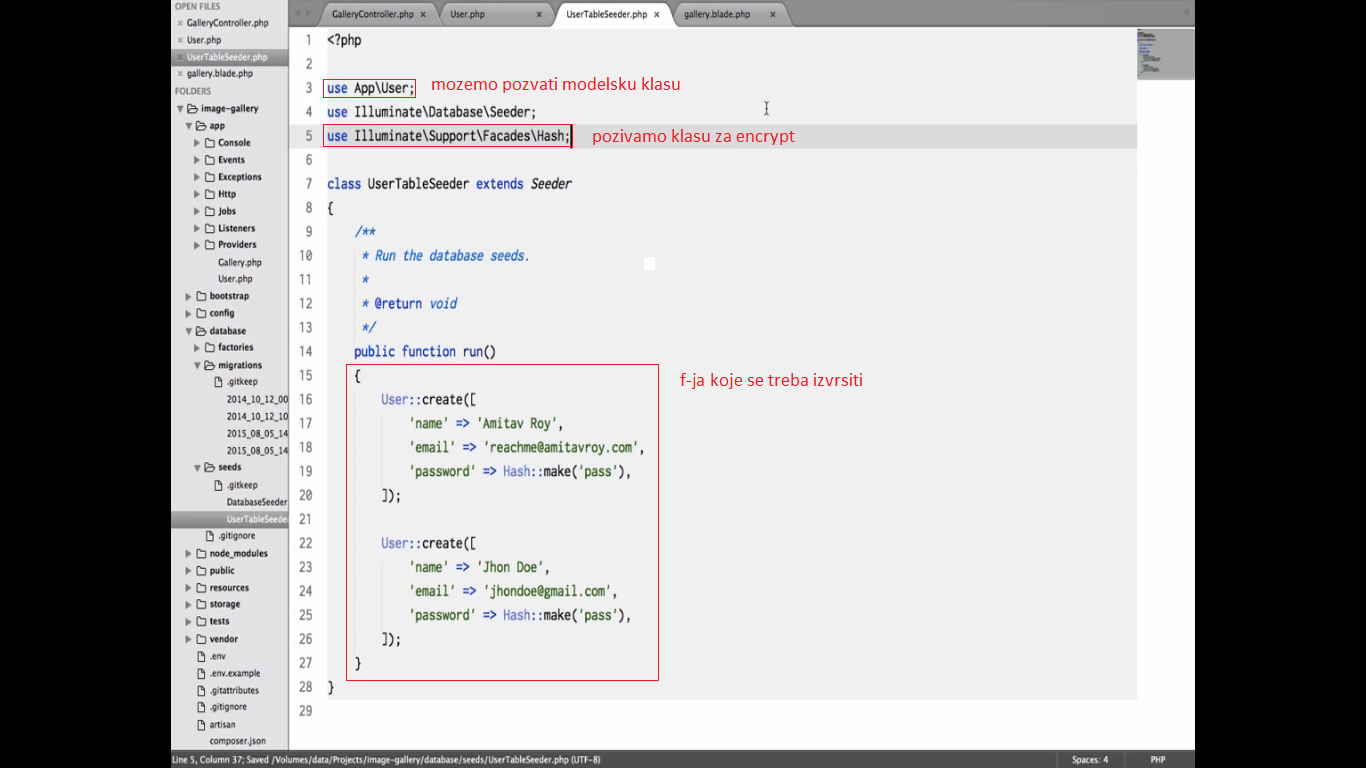 OPEN FILES
× GalleryController.php
× User.php
× UserTableSeeder.php
× gallery.blade.php
FOLDERS
image-gallery
app
Console
Events
Exceptions
Http
Jobs
Listeners
Providers
Gallery.php
User.php
bootstrap
config
database
factories
migrations
.gitkeep
2014_10_12_00
2014_10_12_10
2015_08_05_14
2015_08_05_14
seeds
.gitkeep
DatabaseSeeder
UserTableSeede
.gitignore
node_modules
public
resources
storage
tests
vendor
.env
.env.example
.gitattributes
.gitignore
artisan
composer.json
GalleryController.php × User.php × UserTableSeeder.php × gallery.blade.php ×
1 <?php
2
3 use App\User; mozemo pozvati modelsku klasu
4 use Illuminate\Database\Seeder;
5 use Illuminate\Support\Facades\Hash; pozivamo klasu za encrypt
6
7 class UserTableSeeder extends Seeder
8 {
9 /**
10 * Run the database seeds.
11 *
12 * @return void
13 */
14 public function run()
15 { f-ja koje se treba izvrsiti
16 User::create([
17 'name' => 'Amitav Roy',
18 'email' => 'reachme@amitavroy.com',
19 'password' => Hash::make('pass'),
20 ]);
21
22 User::create([
23 'name' => 'Jhon Doe',
24 'email' => 'jhondoe@gmail.com',
25 'password' => Hash::make('pass'),
26 ]);
27 }
28 }
29
Line 5, Column 37; Saved /Volumes/data/Projects/image-gallery/database/seeds/UserTableSeeder.php (UTF-8) Spaces: 4 PHP